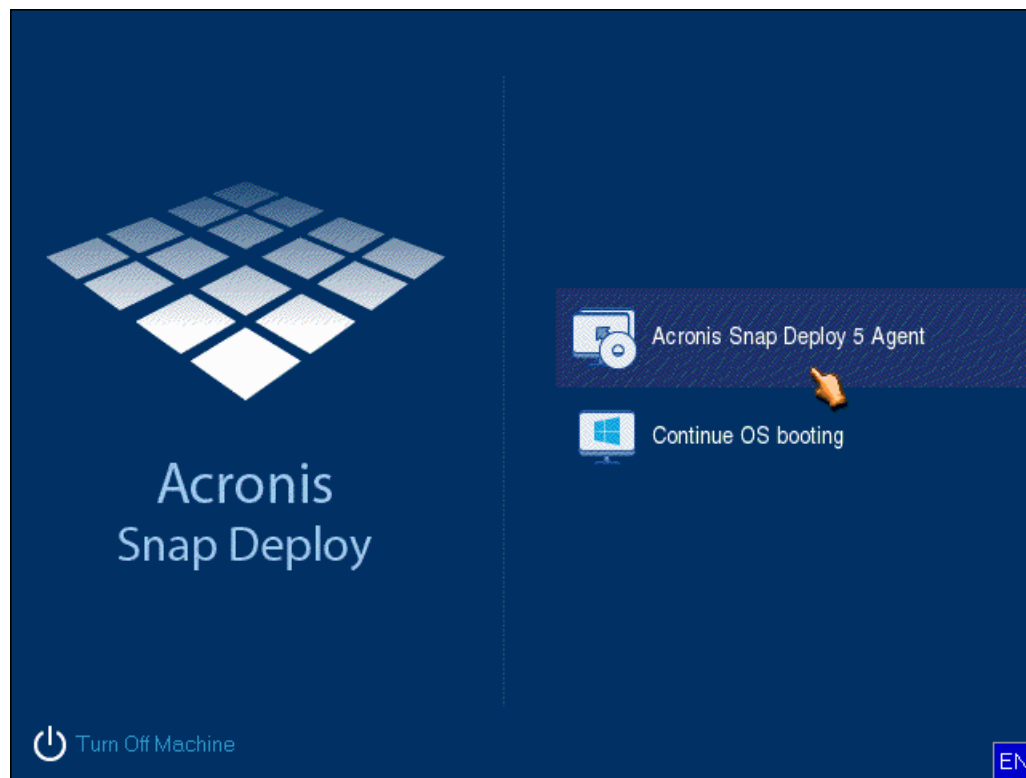 Acronis
Snap Deploy
Acronis Snap Deploy 5 Agent
Continue OS booting
Turn Off Machine
EN